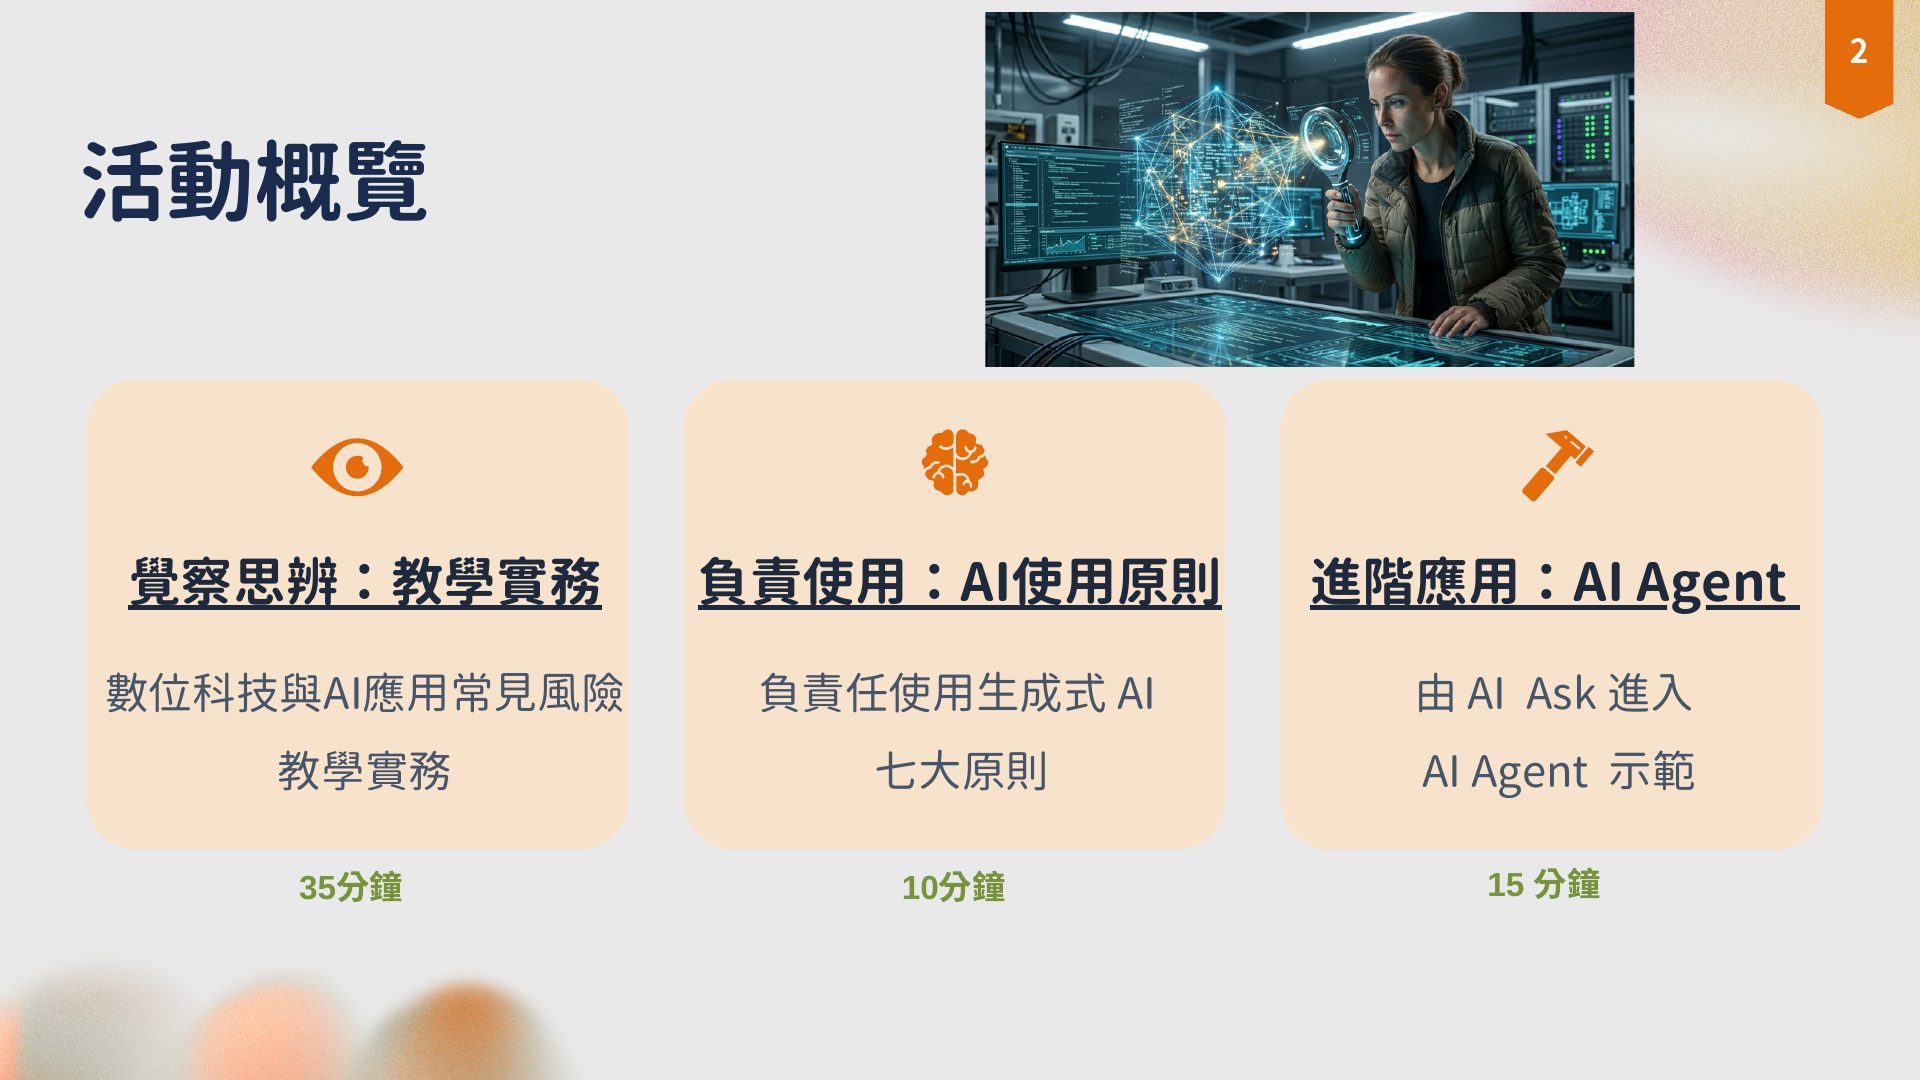 2
活動概覽
覺察思辨：教學實務
數位科技與AI應用常見風險
教學實務
35分鐘
負責使用：AI使用原則
負責任使用生成式 AI
七大原則
10分鐘
進階應用：AI Agent
由 AI Ask 進入
AI Agent 示範
15 分鐘